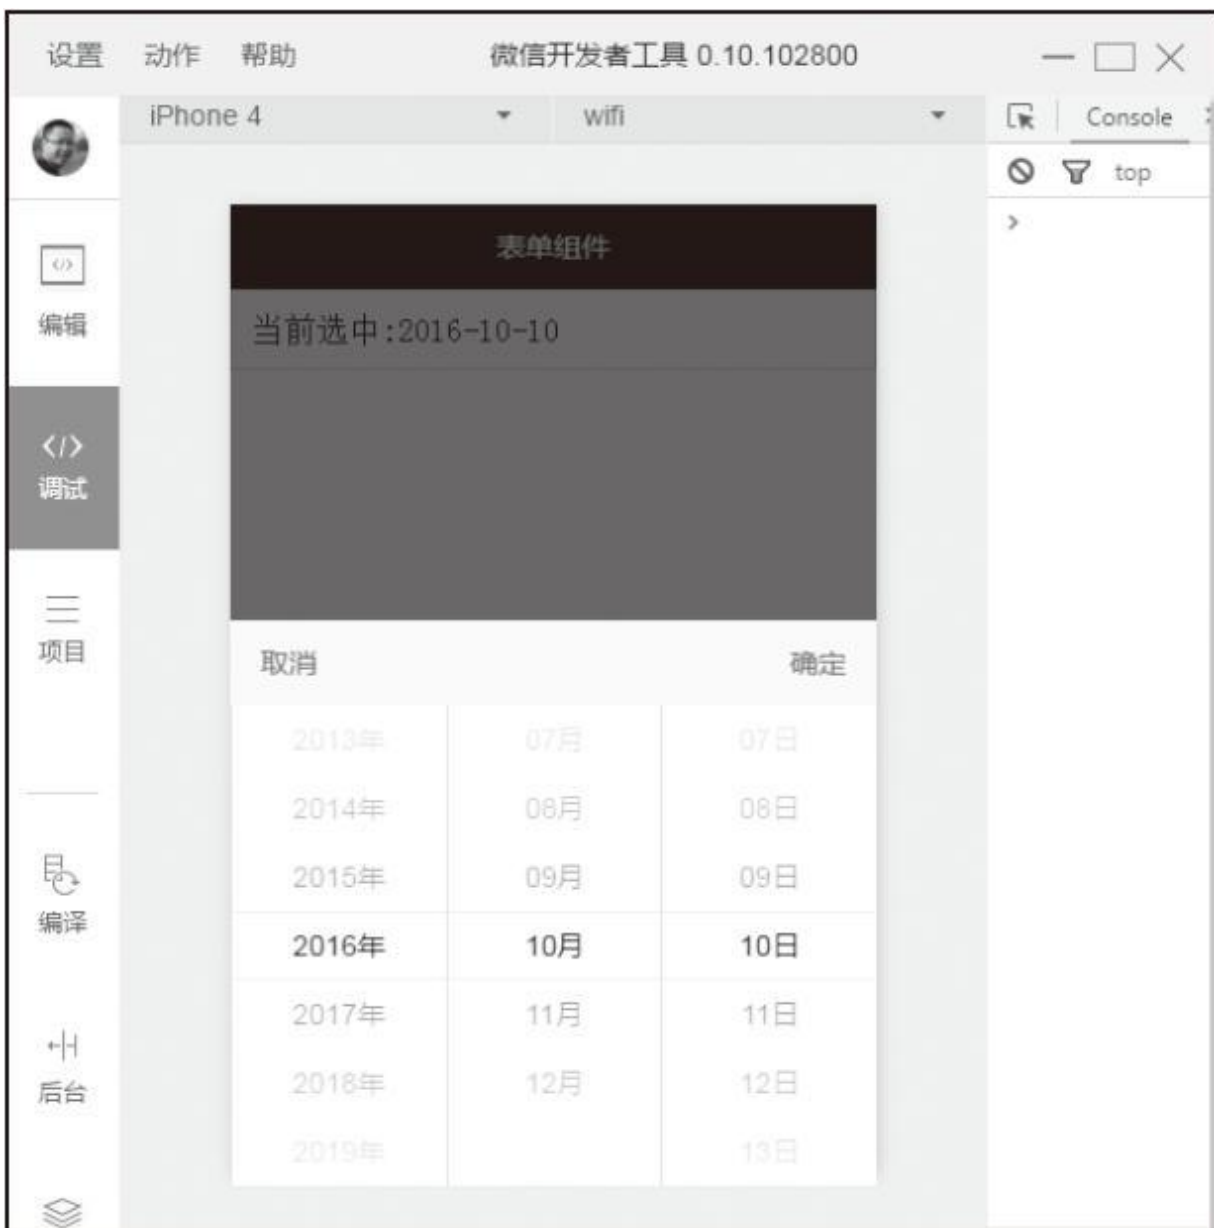 设置 动作 帮助 微信开发者工具 0.10.102800
iPhone 4 wifi Console
top
表单组件
编辑
当前选中:2016-10-10
</>
调试
项目
取消 确定
2013年 07月 07日
2014年 08月 08日
2015年 09月 09日
编译
2016年 10月 10日
2017年 11月 11日
后台
2018年 12月 12日
2019年 13日